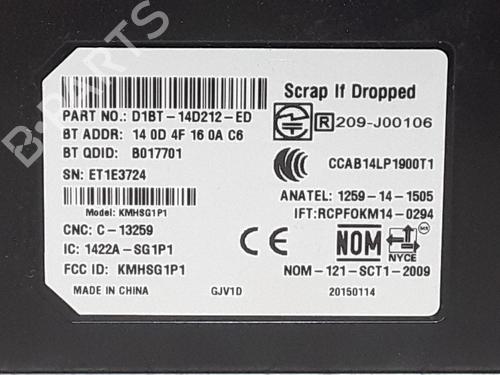 B-PARTS
Scrap If Dropped
PART NO.: D1BT-14D212-ED
BT ADDR: 14 0D 4F 16 0A C6
BT QDID: B017701
SN: ET1E3724
R 209-J00106
CCAB14LP1900T1
Model: KMHSG1P1
ANATEL: 1259-14-1505
IFT:RCPFOKM14-0294
CNC: C-13259
IC: 1422A-SG1P1
FCC ID: KMHSG1P1
CE
NOM
NYCE
NOM-121-SCT1-2009
MADE IN CHINA
GJV1D
20150114